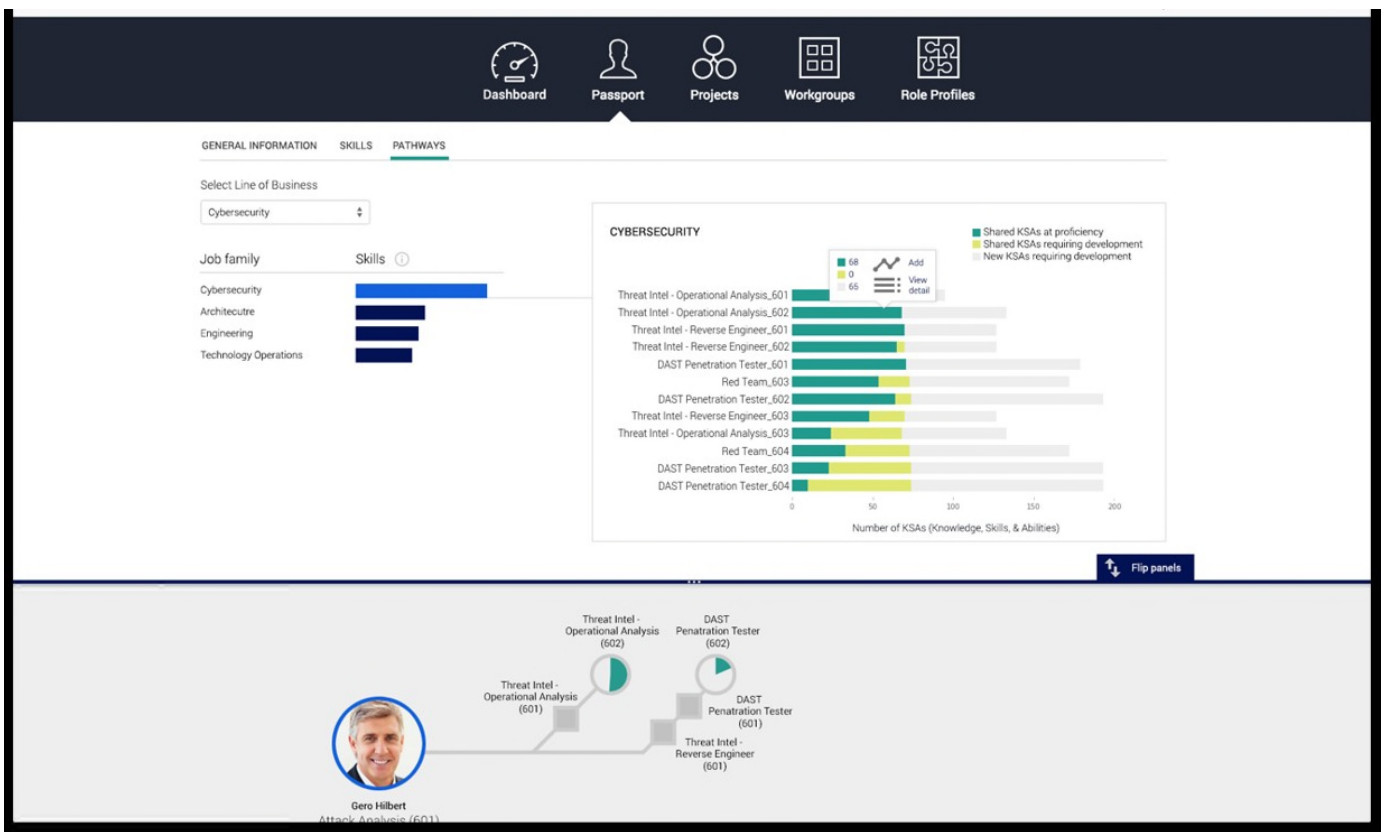 Dashboard
Passport
Projects
Workgroups
Role Profiles
GENERAL INFORMATION
SKILLS
PATHWAYS
Select Line of Business
Cybersecurity
Job family
Skills
Cybersecurity
Architecutre
Engineering
Technology Operations
CYBERSECURITY
Shared KSAs at proficiency
Shared KSAs requiring development
New KSAs requiring development
68
0
65
Add
View
detail
Threat Intel - Operational Analysis_601
Threat Intel - Operational Analysis_602
Threat Intel - Reverse Engineer_601
Threat Intel - Reverse Engineer_602
DAST Penetration Tester_601
Red Team_603
DAST Penetration Tester_602
Threat Intel - Reverse Engineer_603
Threat Intel - Operational Analysis_603
Red Team_604
DAST Penetration Tester_603
DAST Penetration Tester_604
0
50
100
150
200
Number of KSAs (Knowledge, Skills, & Abilities)
Flip panels
Threat Intel -
Operational Analysis
(602)
DAST
Penatration Tester
(602)
Threat Intel -
Operational Analysis
(601)
DAST
Penatration Tester
(601)
Threat Intel -
Reverse Engineer
(601)
Gero Hilbert
Attack Analysis (601)